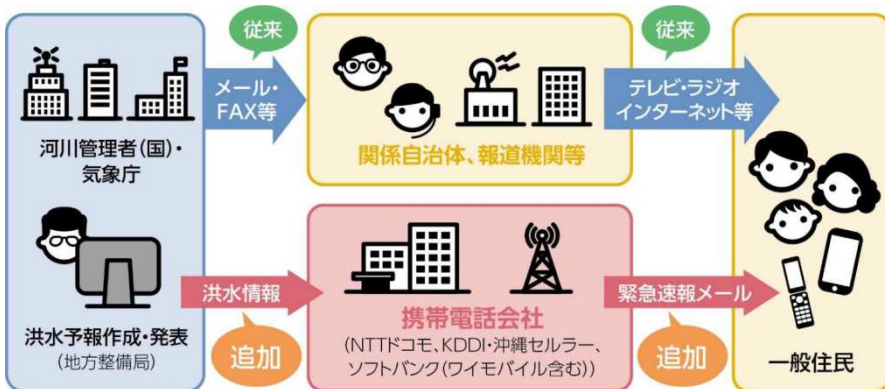 従来
従来
メール・
FAX等
テレビ・ラジオ
インターネット等
河川管理者(国)・
気象庁
関係自治体、報道機関等
洪水情報
緊急速報メール
携帯電話会社
(NTTドコモ、KDDI・沖縄セルラー、
ソフトバンク(ワイモバイル含む))
洪水予報作成・発表
(地方整備局)
追加
追加
一般住民